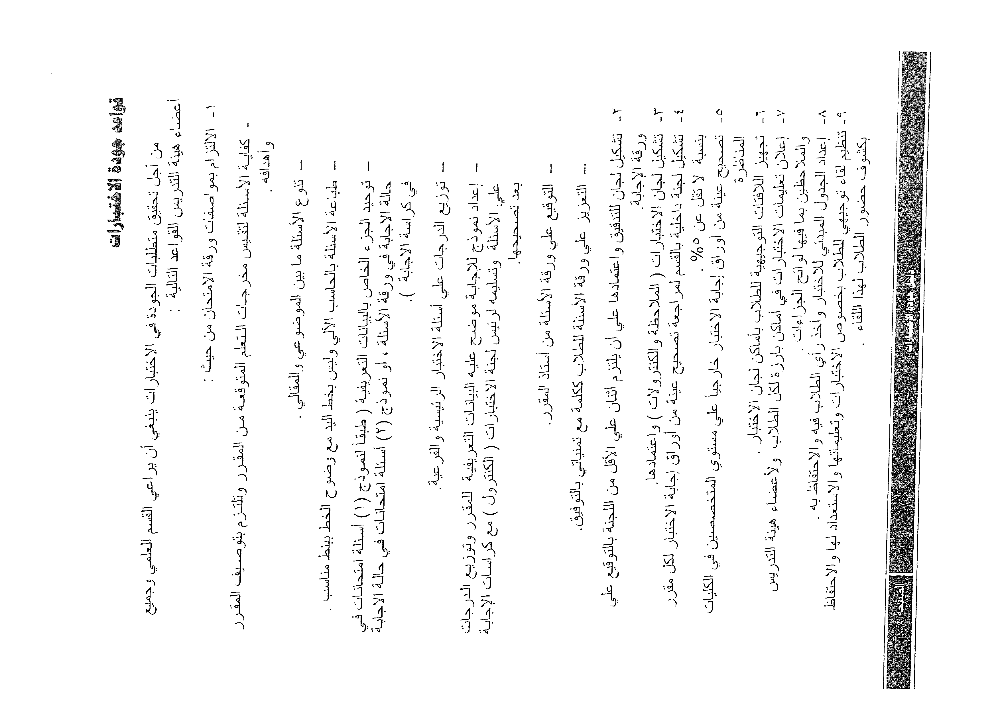 قواعد جودة الاختبارات
من أجل تحقيق متطلبات الجودة في الاختبارات ينبغي أن يراعي القسم العلمي وجميع
أعضاء هيئة التدريس القواعد التالية :
١- الالتزام بمواصفات ورقة الامتحان من حيث :
- كفاية الأسئلة لتقيس مخرجات التعلم المتوقعة من المقرر وتلتزم بتوصيف المقرر
وأهدافه .
– تنوع الأسئلة ما بين الموضوعي والمقالي .
– طباعة الأسئلة بالحاسب الآلي وليس بخط اليد مع وضوح الخط ببنط مناسب .
– توحيد الجزء الخاص بالبيانات التعريفية ( طبقاً لنموذج (١) أسئلة امتحانات في
حالة الاجابة في ورقة الأسئلة ، أو نموذج (٢) أسئلة امتحانات في حالة الاجابة
في كراسة الاجابة ).
– توزيع الدرجات علي أسئلة الاختبار الرئيسية والفرعية.
– إعداد نموذج للإجابة موضح عليه البيانات التعريفية للمقرر وتوزيع الدرجات
علي الأسئلة وتسليمه لرئيس لجنة الاختبارات ( الكنترول ) مع كراسات الإجابة
بعد تصحيحها.
– التوقيع علي ورقة الأسئلة من أستاذ المقرر.
– التعزيز علي ورقة الأسئلة للطلاب ككلمة مع تمنياتي بالتوفيق.
٢- تشكيل لجان للتدقيق واعتمادها علي أن يلتزم أثنان علي الأقل من اللجنة بالتوقيع علي
ورقة الإجابة.
٣- تشكيل لجان الاختبارات ( الملاحظة والكنترولات ) واعتمادها.
٤- تشكيل لجنة داخلية بالقسم لمراجعة تصحيح عينة من أوراق إجابة الاختبار لكل مقرر
بنسبة لا تقل عن ٥% .
٥- تصحيح عينة من أوراق إجابة الاختبار خارجياً علي مستوي المتخصصين في الكليات
المناظرة
٦- تجهيز اللافتات التوجيهية للطلاب بأماكن لجان الاختبار .
٧- إعلان تعليمات الاختبارات في أماكن بارزة لكل الطلاب ولأعضاء هيئة التدريس
والملاحظين بما فيها لوائح الجزاءات .
٨- إعداد الجدول المبدئي للاختبار وأخذ رأي الطلاب فيه والاحتفاظ به .
٩- تنظيم لقاء توجيهي للطلاب بخصوص الاختبارات وتعليماتها والاستعداد لها والاحتفاظ
بكشوف حضور الطلاب لهذا اللقاء .
دليل جودة الاختبارات
الصفحة ٤